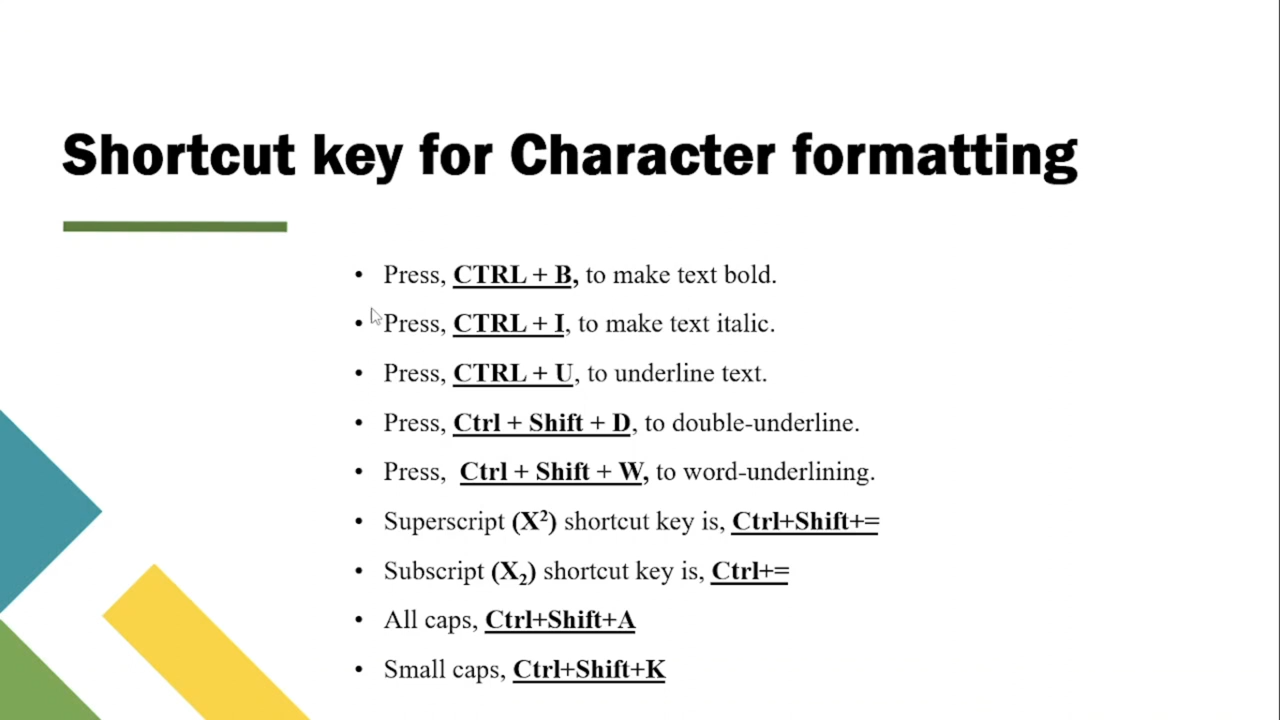 Shortcut key for Character formatting
• Press, CTRL + B, to make text bold.
• Press, CTRL + I, to make text italic.
• Press, CTRL + U, to underline text.
• Press, Ctrl + Shift + D, to double-underline.
• Press,  Ctrl + Shift + W, to word-underlining.
• Superscript (X²) shortcut key is, Ctrl+Shift+=
• Subscript (X₂) shortcut key is, Ctrl+=
• All caps, Ctrl+Shift+A
• Small caps, Ctrl+Shift+K